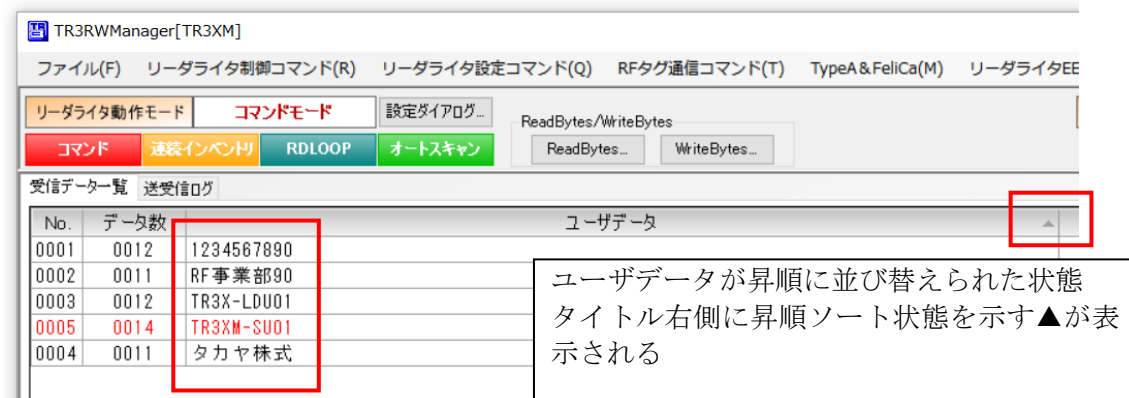 TR3RWManager[TR3XM]
ファイル(F) リーダライタ制御コマンド(R) リーダライタ設定コマンド(Q) RFタグ通信コマンド(T) TypeA&FeliCa(M) リーダライタEE
リーダライタ動作モード コマンドモード 設定ダイアログ... ReadBytes/WriteBytes
コマンド 連続インベントリ RDLOOP オートスキャン ReadBytes... WriteBytes...
受信データ一覧 送受信ログ
No. データ数 ユーザデータ
0001 0012 1234567890
0002 0011 RF事業部90
0003 0012 TR3X-LDU01
0005 0014 TR3XM-SU01
0004 0011 タカヤ株式
ユーザデータが昇順に並び替えられた状態
タイトル右側に昇順ソート状態を示す▲が表
示される